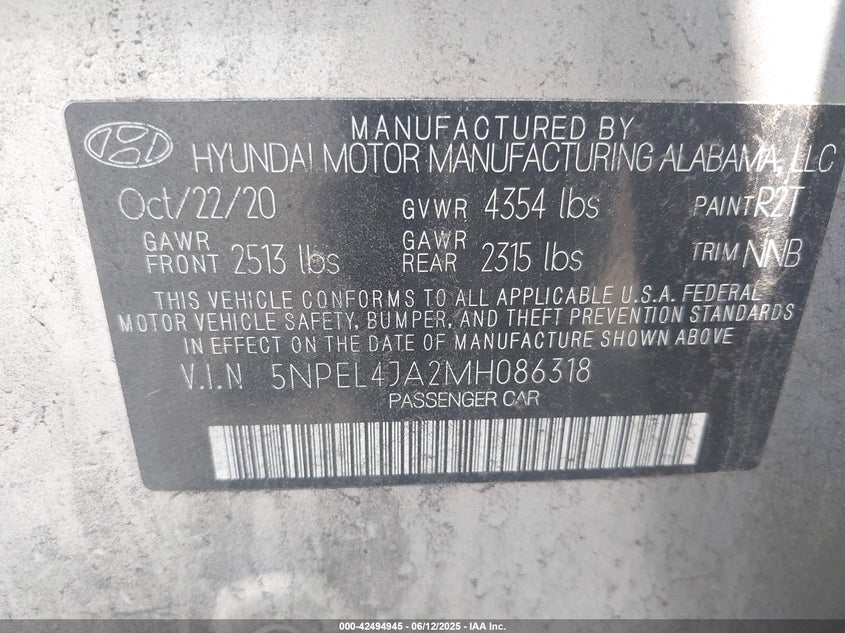 MANUFACTURED BY
HYUNDAI MOTOR MANUFACTURING ALABAMA, LLC
Oct/22/20 GVWR 4354 lbs PAINT R2T
GAWR FRONT 2513 lbs GAWR REAR 2315 lbs TRIM NNB
THIS VEHICLE CONFORMS TO ALL APPLICABLE U.S.A. FEDERAL
MOTOR VEHICLE SAFETY, BUMPER, AND THEFT PREVENTION STANDARDS
IN EFFECT ON THE DATE OF MANUFACTURE SHOWN ABOVE
V.I.N 5NPEL4JA2MH086318
PASSENGER CAR
000-42494945 - 06/12/2025 - IAA Inc.